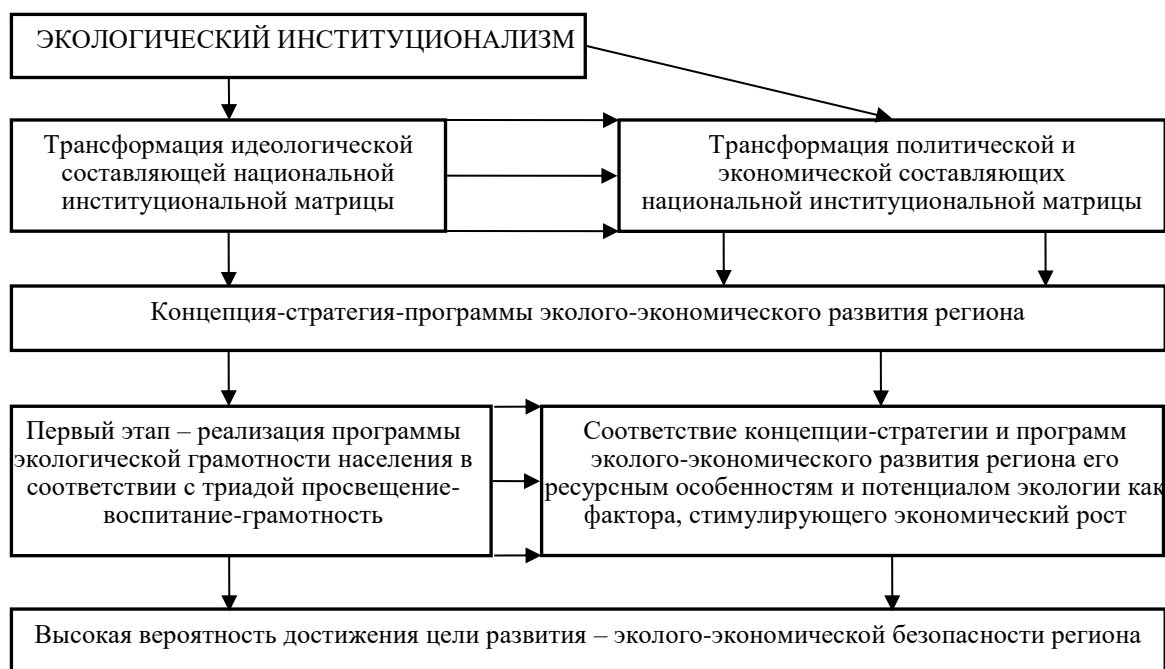 ЭКОЛОГИЧЕСКИЙ ИНСТИТУЦИОНАЛИЗМ
Трансформация идеологической
составляющей национальной
институциональной матрицы
Трансформация политической и
экономической составляющих
национальной институциональной матрицы
Концепция-стратегия-программы эколого-экономического развития региона
Первый этап – реализация программы
экологической грамотности населения в
соответствии с триадой просвещение-
воспитание-грамотность
Соответствие концепции-стратегии и программ
эколого-экономического развития региона его
ресурсным особенностям и потенциалом экологии как
фактора, стимулирующего экономический рост
Высокая вероятность достижения цели развития – эколого-экономической безопасности региона